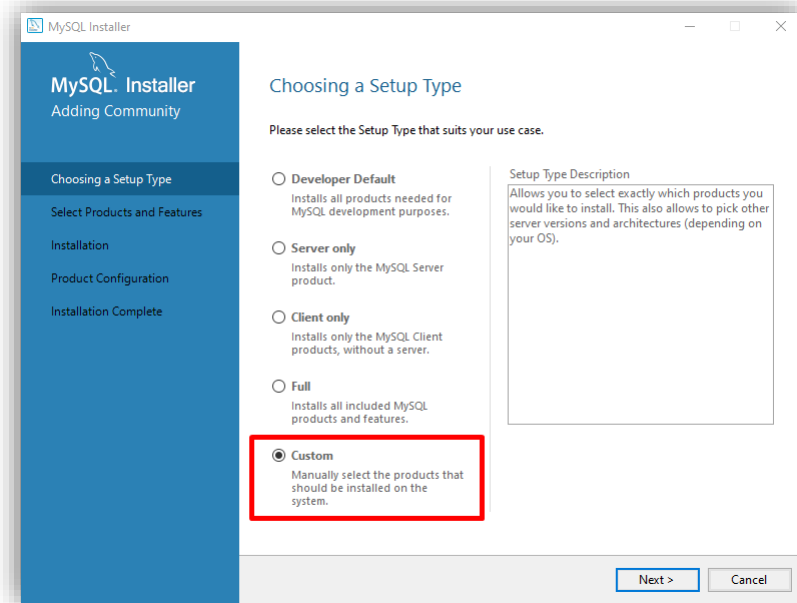 MySQL Installer
MySQL. Installer
Adding Community
Choosing a Setup Type
Select Products and Features
Installation
Product Configuration
Installation Complete
Choosing a Setup Type
Please select the Setup Type that suits your use case.
Developer Default
Installs all products needed for
MySQL development purposes.
Server only
Installs only the MySQL Server
product.
Client only
Installs only the MySQL Client
products, without a server.
Full
Installs all included MySQL
products and features.
Custom
Manually select the products that
should be installed on the
system.
Setup Type Description
Allows you to select exactly which products you
would like to install. This also allows to pick other
server versions and architectures (depending on
your OS).
Next >
Cancel